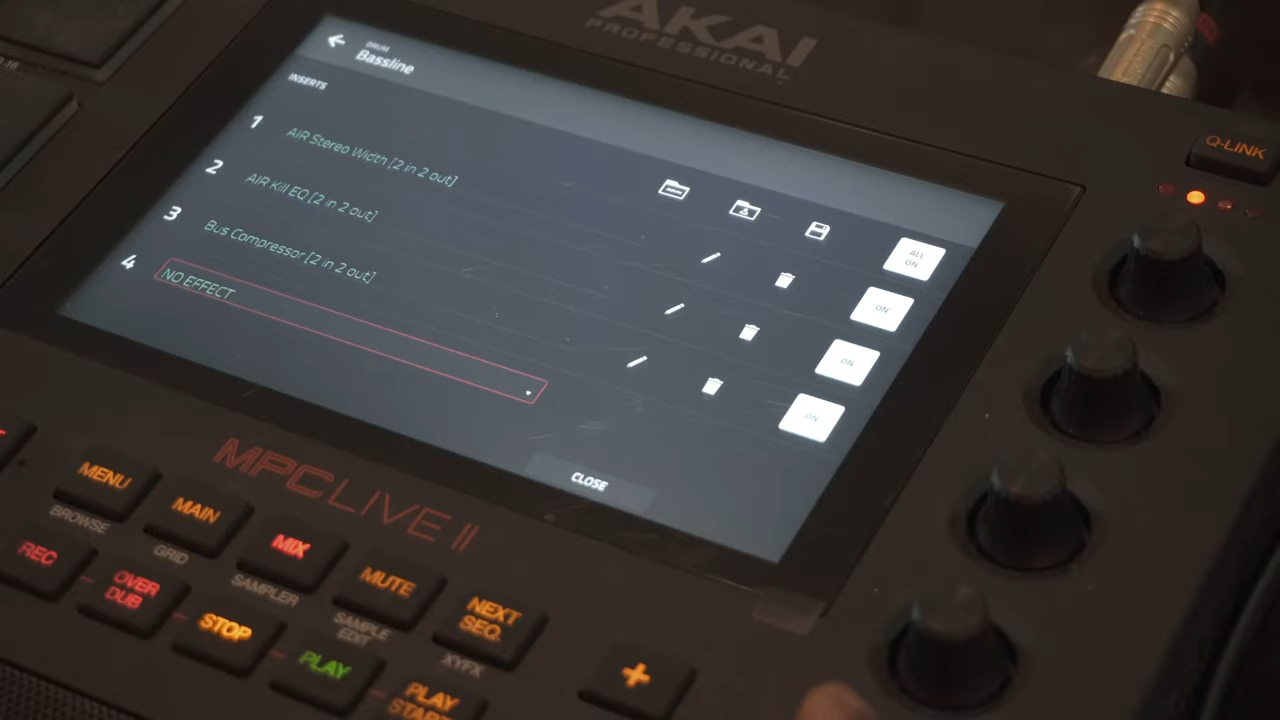 AKAI
PROFESSIONAL
DRUM
Bassline
INSERTS
1
AIR Stereo Width [2 in 2 out]
2
AIR Kill EQ [2 in 2 out]
3
Bus Compressor [2 in 2 out]
4
NO EFFECT
ALL
ON
ON
ON
ON
CLOSE
Q-LINK
MPC LIVE II
MENU
BROWSE
MAIN
GRID
MIX
SAMPLER
MUTE
SAMPLE
EDIT
NEXT
SEQ.
XYFX
REC
OVER
DUB
STOP
PLAY
PLAY
START
+